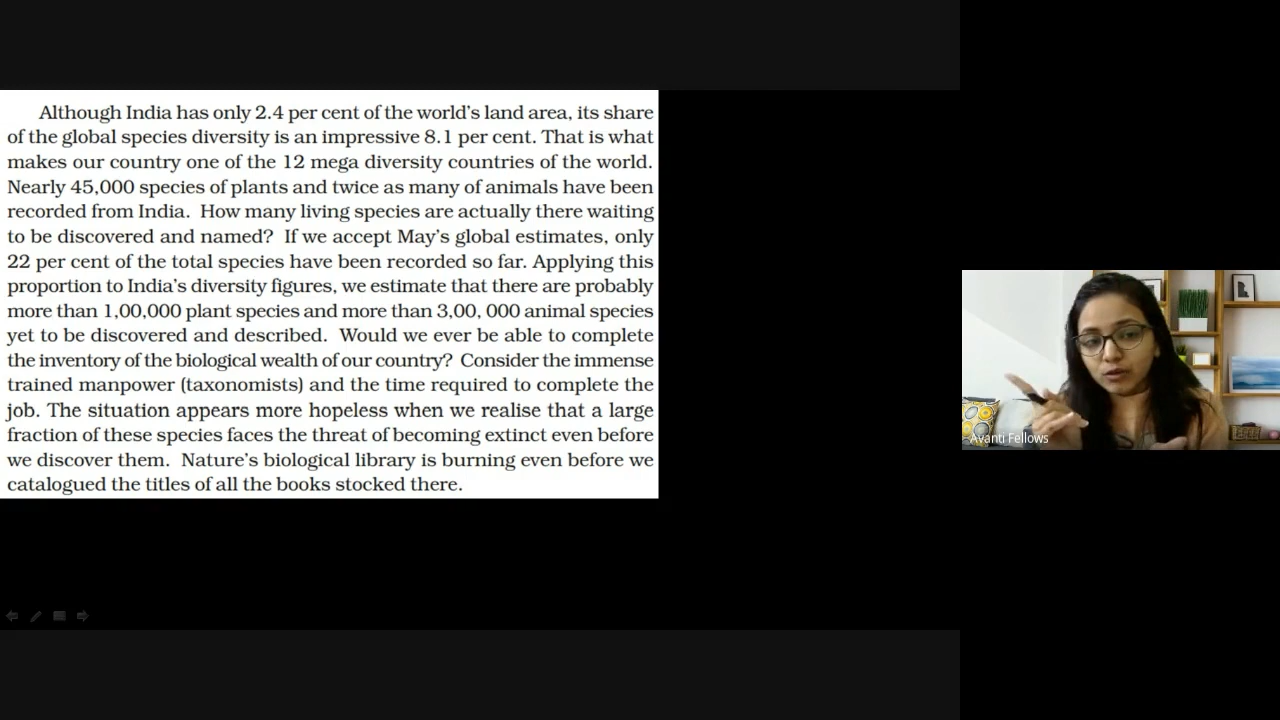 Although India has only 2.4 per cent of the world's land area, its share
of the global species diversity is an impressive 8.1 per cent. That is what
makes our country one of the 12 mega diversity countries of the world.
Nearly 45,000 species of plants and twice as many of animals have been
recorded from India. How many living species are actually there waiting
to be discovered and named? If we accept May's global estimates, only
22 per cent of the total species have been recorded so far. Applying this
proportion to India's diversity figures, we estimate that there are probably
more than 1,00,000 plant species and more than 3,00, 000 animal species
yet to be discovered and described. Would we ever be able to complete
the inventory of the biological wealth of our country? Consider the immense
trained manpower (taxonomists) and the time required to complete the
job. The situation appears more hopeless when we realise that a large
fraction of these species faces the threat of becoming extinct even before
we discover them. Nature's biological library is burning even before we
catalogued the titles of all the books stocked there.
Avanti Fellows